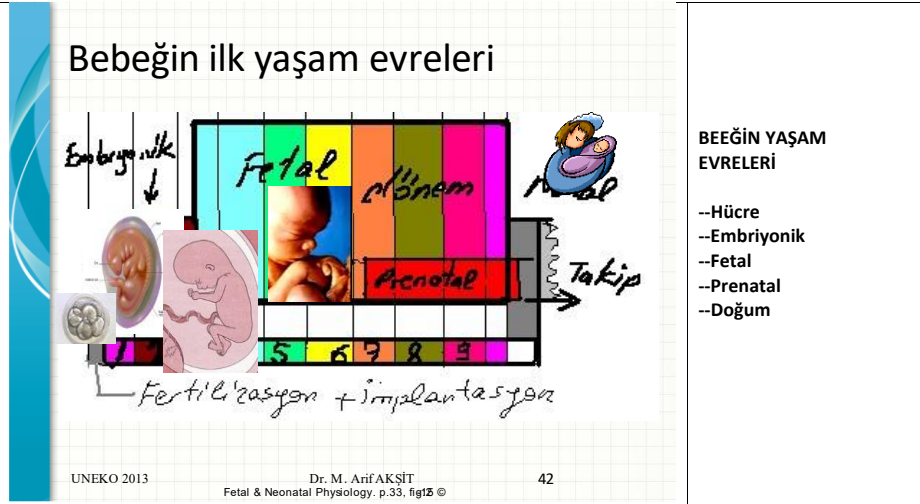 Bebeğin ilk yaşam evreleri
Embriyonik
Fetal
dönem
Prenatal
Takip
1
5 6 7 8 9
Fertilizasyon + implantasyon
UNEKO 2013
Dr. M. Arif AKŞİT
42
Fetal & Neonatal Physiology. p.33,
©
BEEĞİN YAŞAM
EVRELERİ
--Hücre
--Embriyonik
--Fetal
--Prenatal
--Doğum